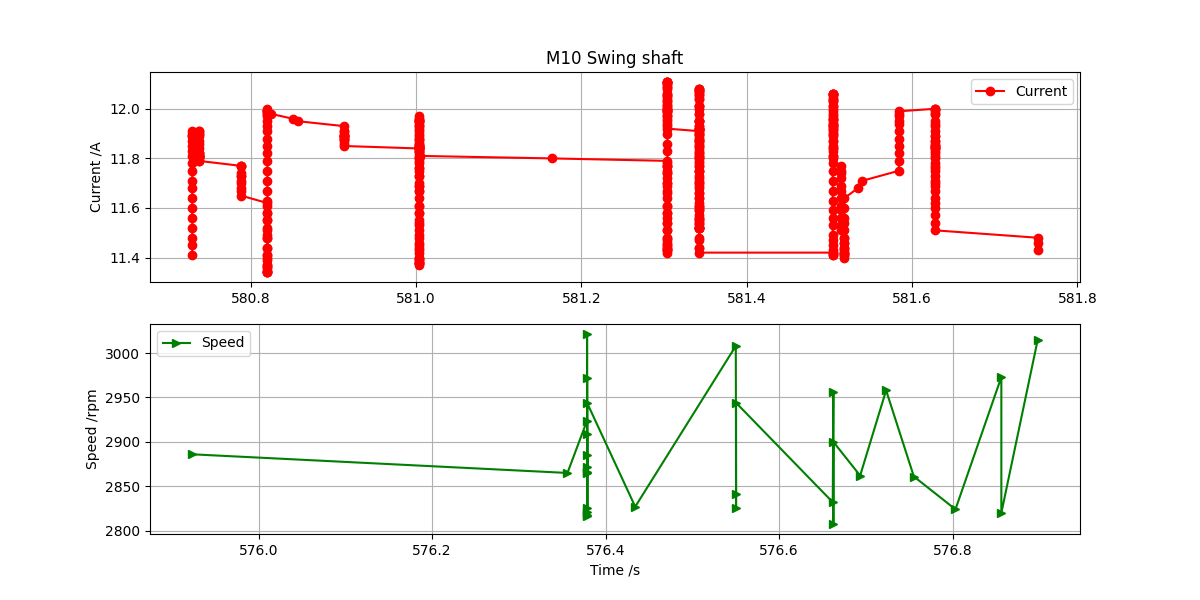 M10 Swing shaft
Current /A
12.0
11.8
11.6
11.4
Current
580.8 581.0 581.2 581.4 581.6 581.8
Speed /rpm
3000
2950
2900
2850
2800
Speed
576.0 576.2 576.4 576.6 576.8
Time /s